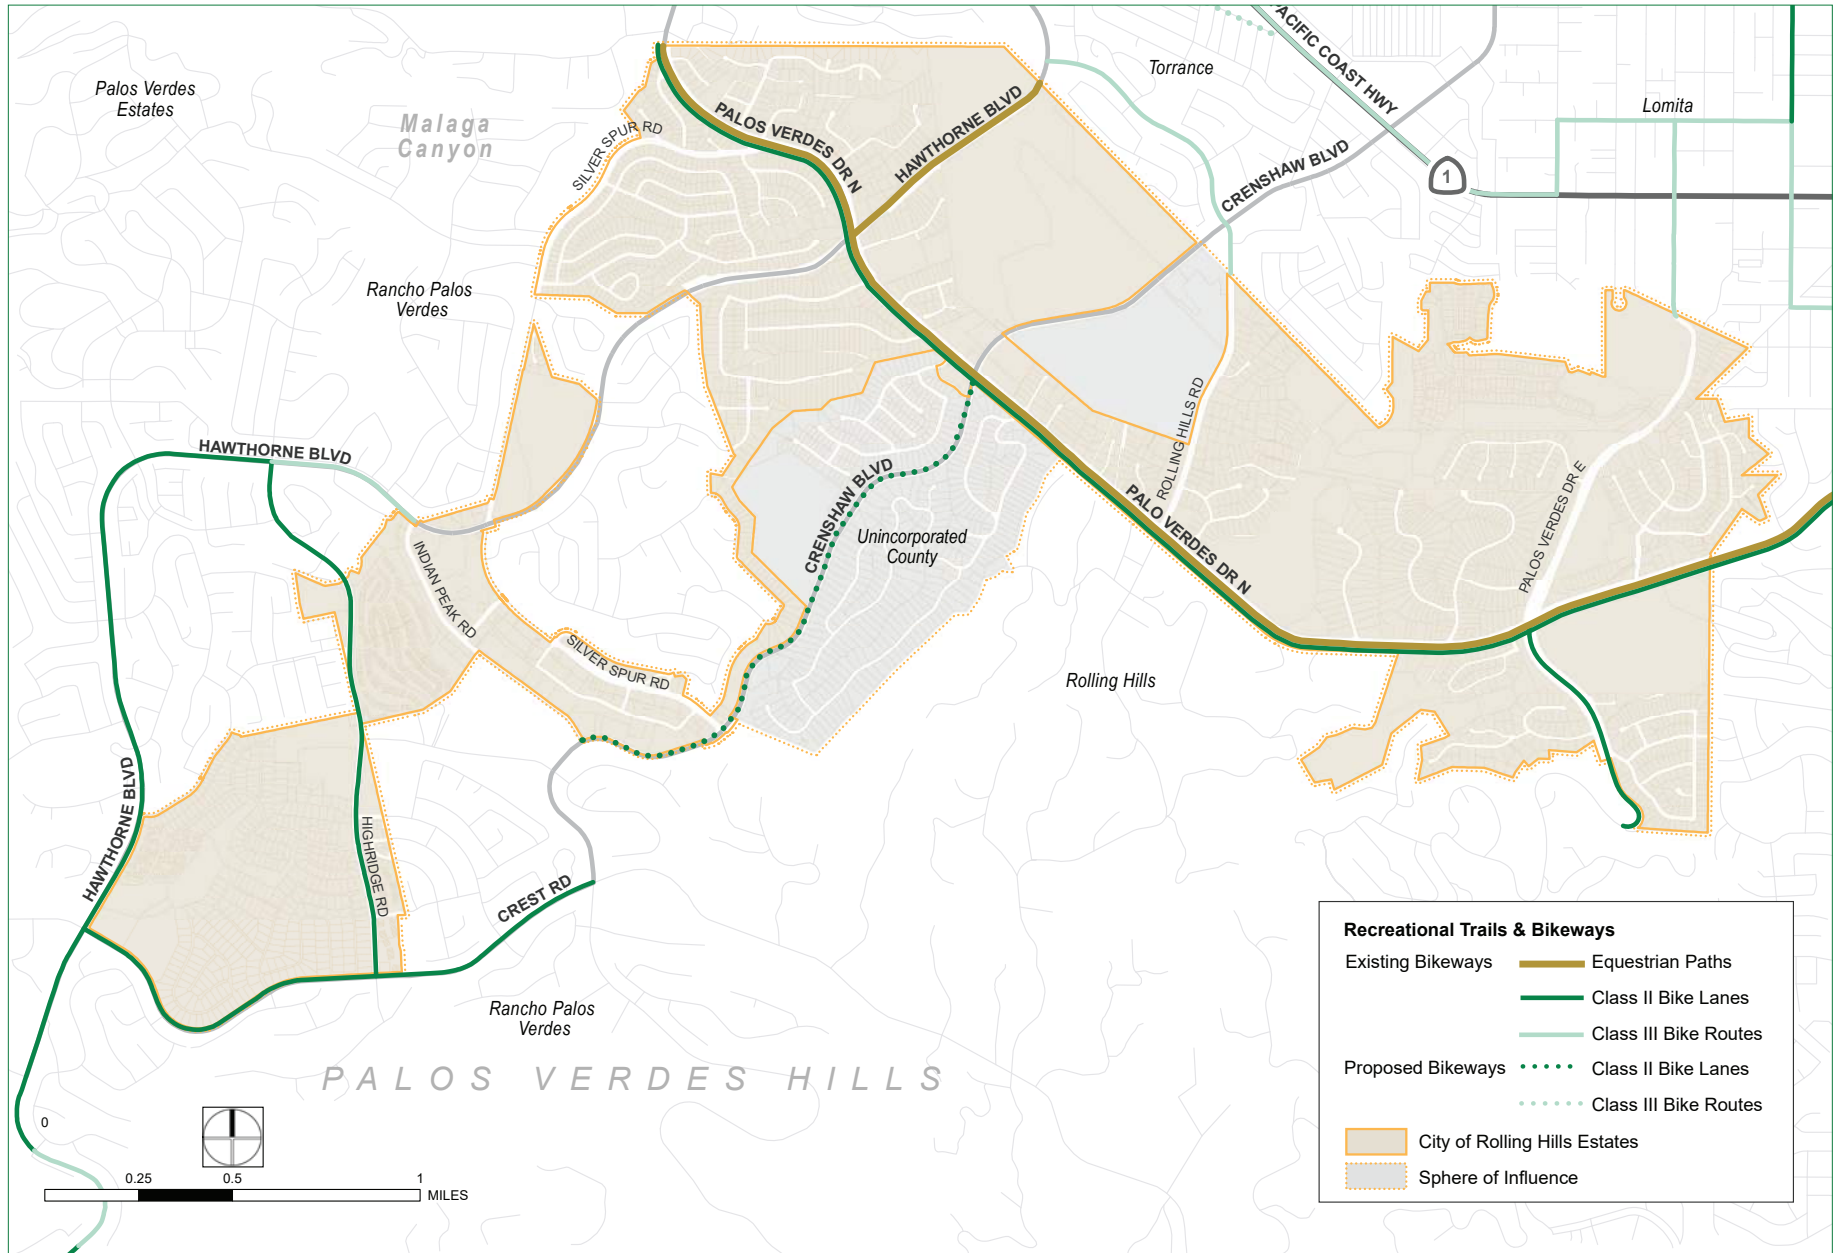 PACIFIC COAST HWY
Torrance
Lomita
Palos Verdes
Estates
Malaga
Canyon
SILVER SPUR RD
PALOS VERDES DR N
HAWTHORNE BLVD
CRENSHAW BLVD
1
Rancho Palos
Verdes
ROLLING HILLS RD
HAWTHORNE BLVD
CRENSHAW BLVD
Unincorporated
County
PALO VERDES DR N
PALOS VERDES DR E
INDIAN PEAK RD
SILVER SPUR RD
Rolling Hills
HAWTHORNE BLVD
HIGHRIDGE RD
CREST RD
Rancho Palos
Verdes
PALOS VERDES HILLS
Recreational Trails & Bikeways
Existing Bikeways
Equestrian Paths
Class II Bike Lanes
Class III Bike Routes
Proposed Bikeways
Class II Bike Lanes
Class III Bike Routes
City of Rolling Hills Estates
Sphere of Influence
0
0.25 0.5 1
MILES